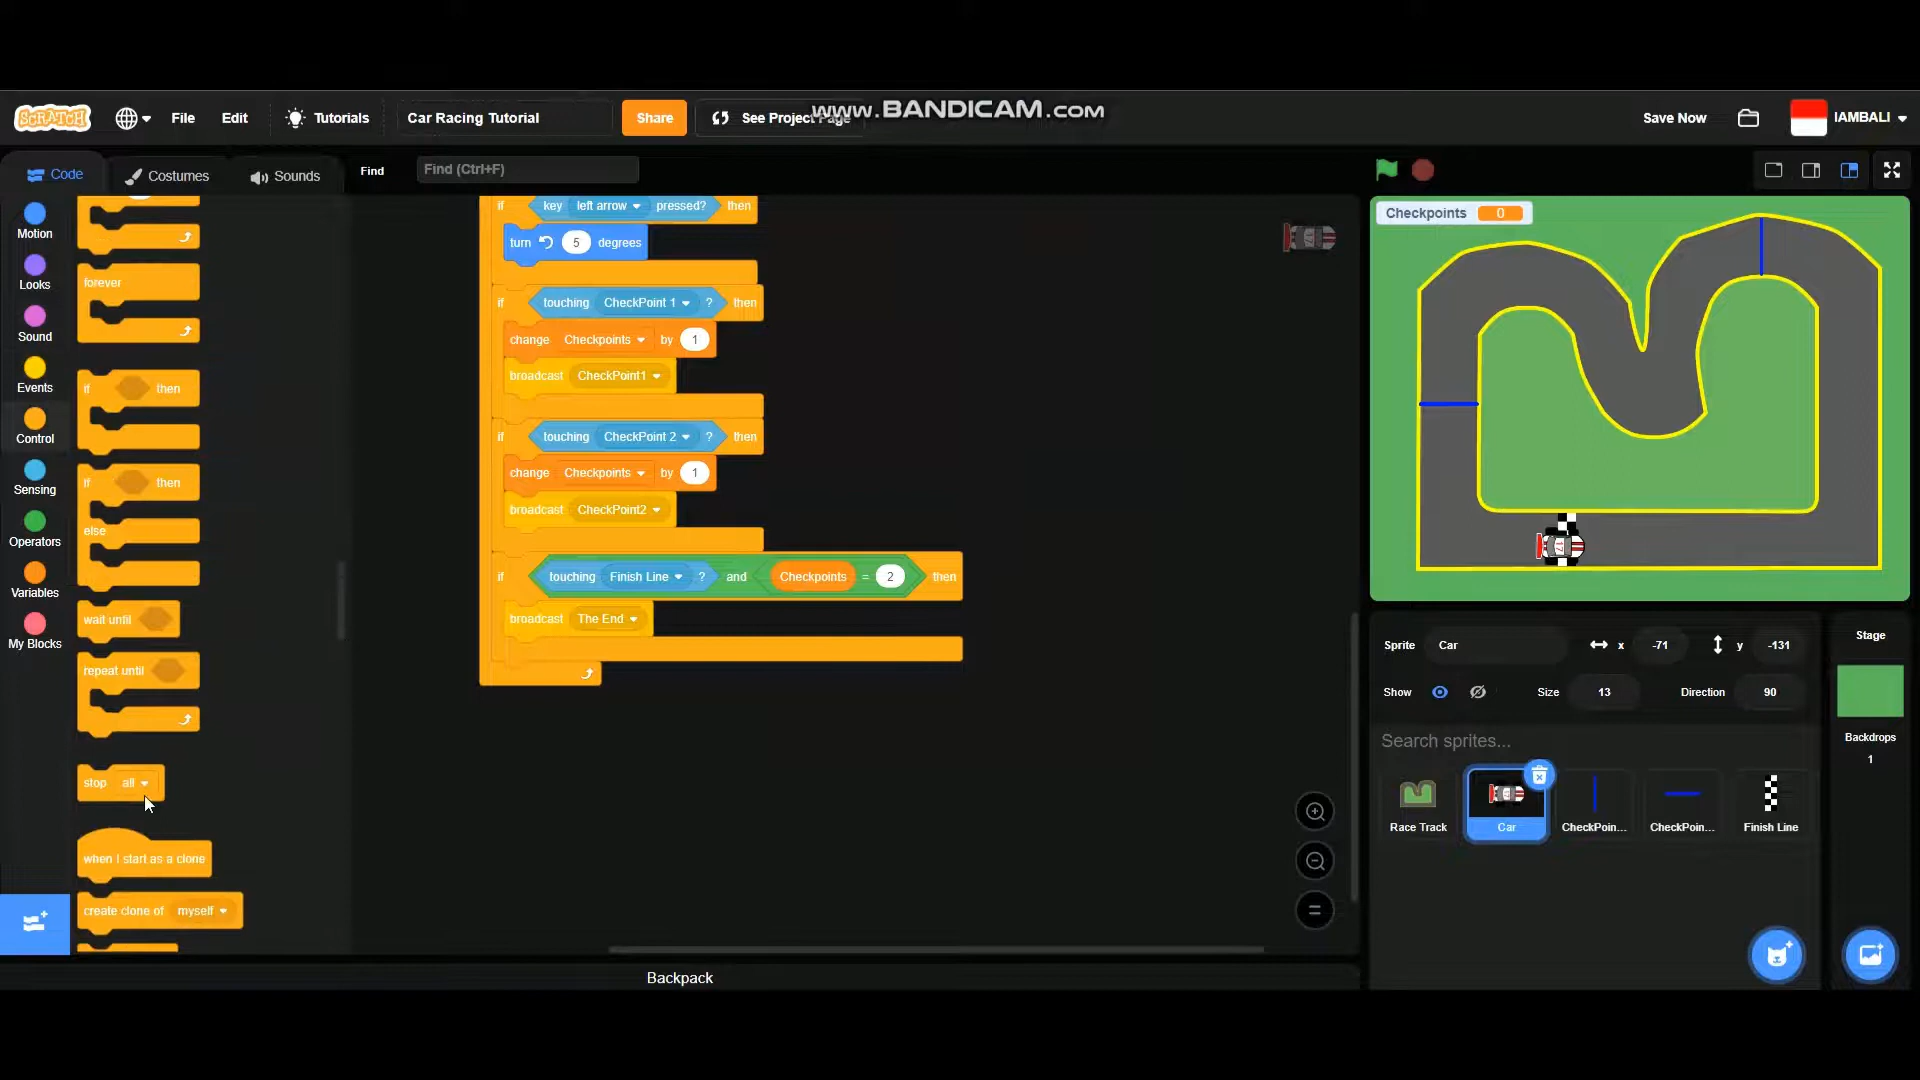 www.BANDICAM.com
SCRATCH
File
Edit
Tutorials
Car Racing Tutorial
Share
See Project Page
Save Now
IAMBALI
Code
Costumes
Sounds
Find
Find (Ctrl+F)
Motion
Looks
Sound
Events
Control
Sensing
Operators
Variables
My Blocks
forever
if then
if then
else
wait until
repeat until
stop all
when I start as a clone
create clone of myself
if key left arrow pressed? then
turn 5 degrees
if touching CheckPoint 1 ? then
change Checkpoints by 1
broadcast CheckPoint1
if touching CheckPoint 2 ? then
change Checkpoints by 1
broadcast CheckPoint2
if touching Finish Line ? and Checkpoints = 2 then
broadcast The End
Backpack
Checkpoints 0
17
Sprite Car x -71 y -131
Show Size 13 Direction 90
Search sprites...
Race Track
Car
CheckPoin...
CheckPoin...
Finish Line
Stage
Backdrops
1